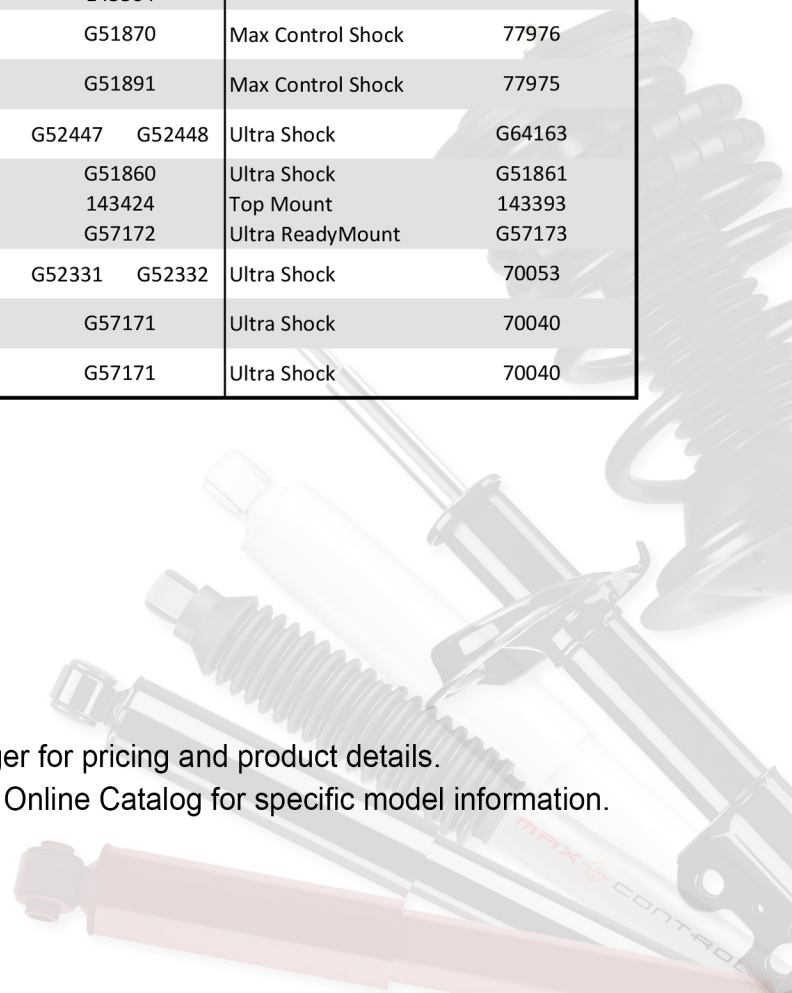 G51870 Max Control Shock 77976
G51891 Max Control Shock 77975
G52447 G52448 Ultra Shock G64163
G51860 Ultra Shock G51861
143424 Top Mount 143393
G57172 Ultra ReadyMount G57173
G52331 G52332 Ultra Shock 70053
G57171 Ultra Shock 70040
G57171 Ultra Shock 70040
for pricing and product details.
Online Catalog for specific model information.
MAX CONTROL